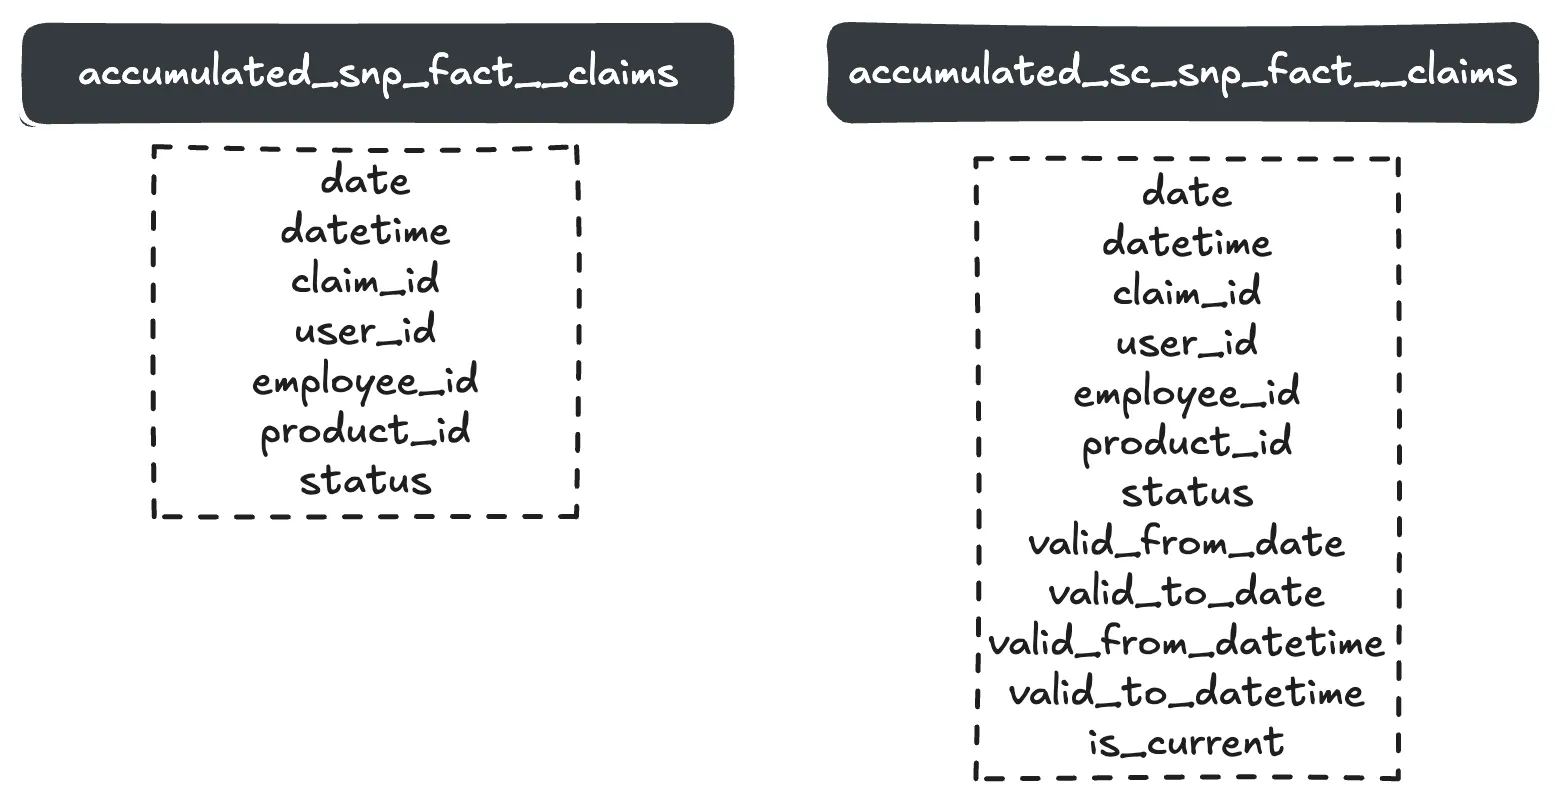 accumulated_snp_fact__claims
date
datetime
claim_id
user_id
employee_id
product_id
status
accumulated_sc_snp_fact__claims
date
datetime
claim_id
user_id
employee_id
product_id
status
valid_from_date
valid_to_date
valid_from_datetime
valid_to_datetime
is_current